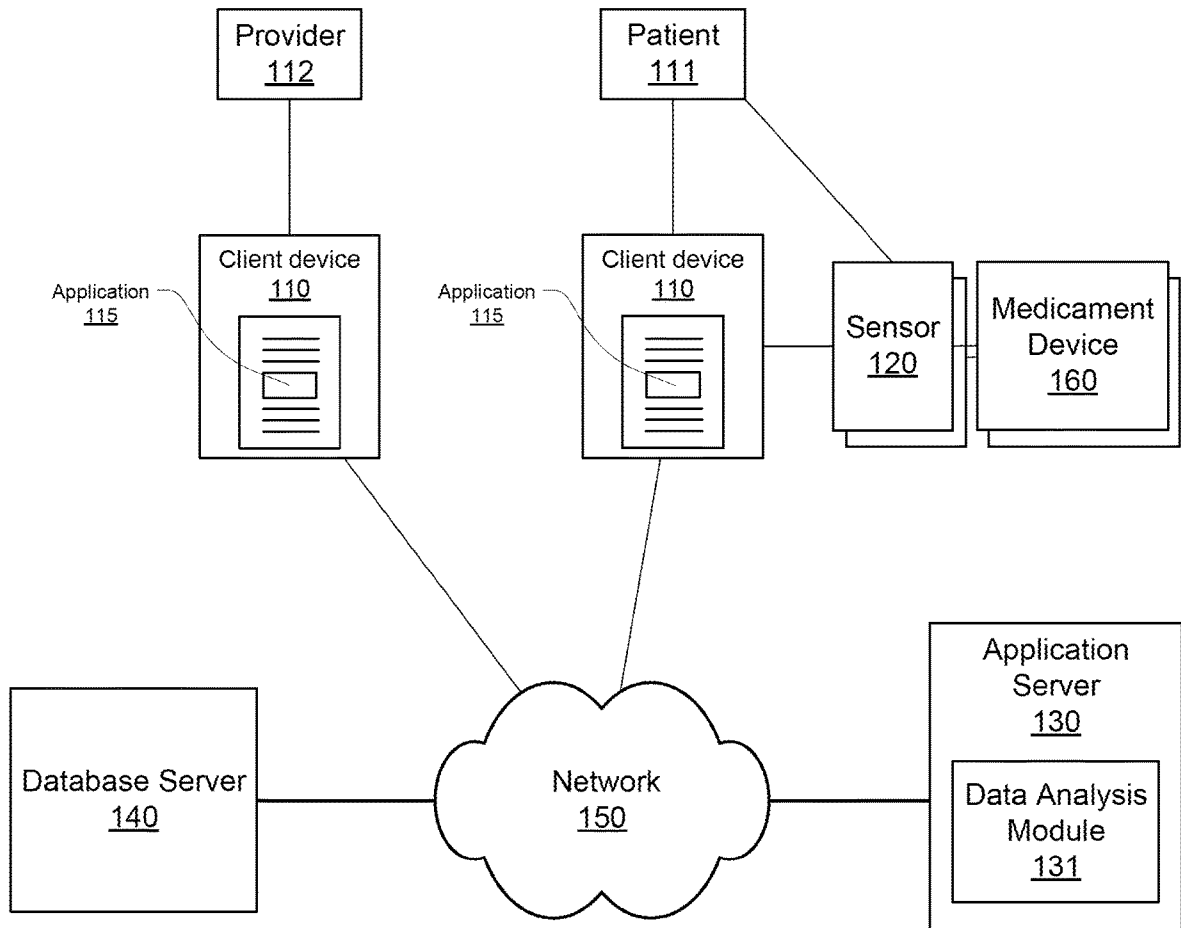 Provider
112
Patient
111
Client device
110
Application
115
Client device
110
Application
115
Sensor
120
Medicament
Device
160
Database Server
140
Network
150
Application
Server
130
Data Analysis
Module
131